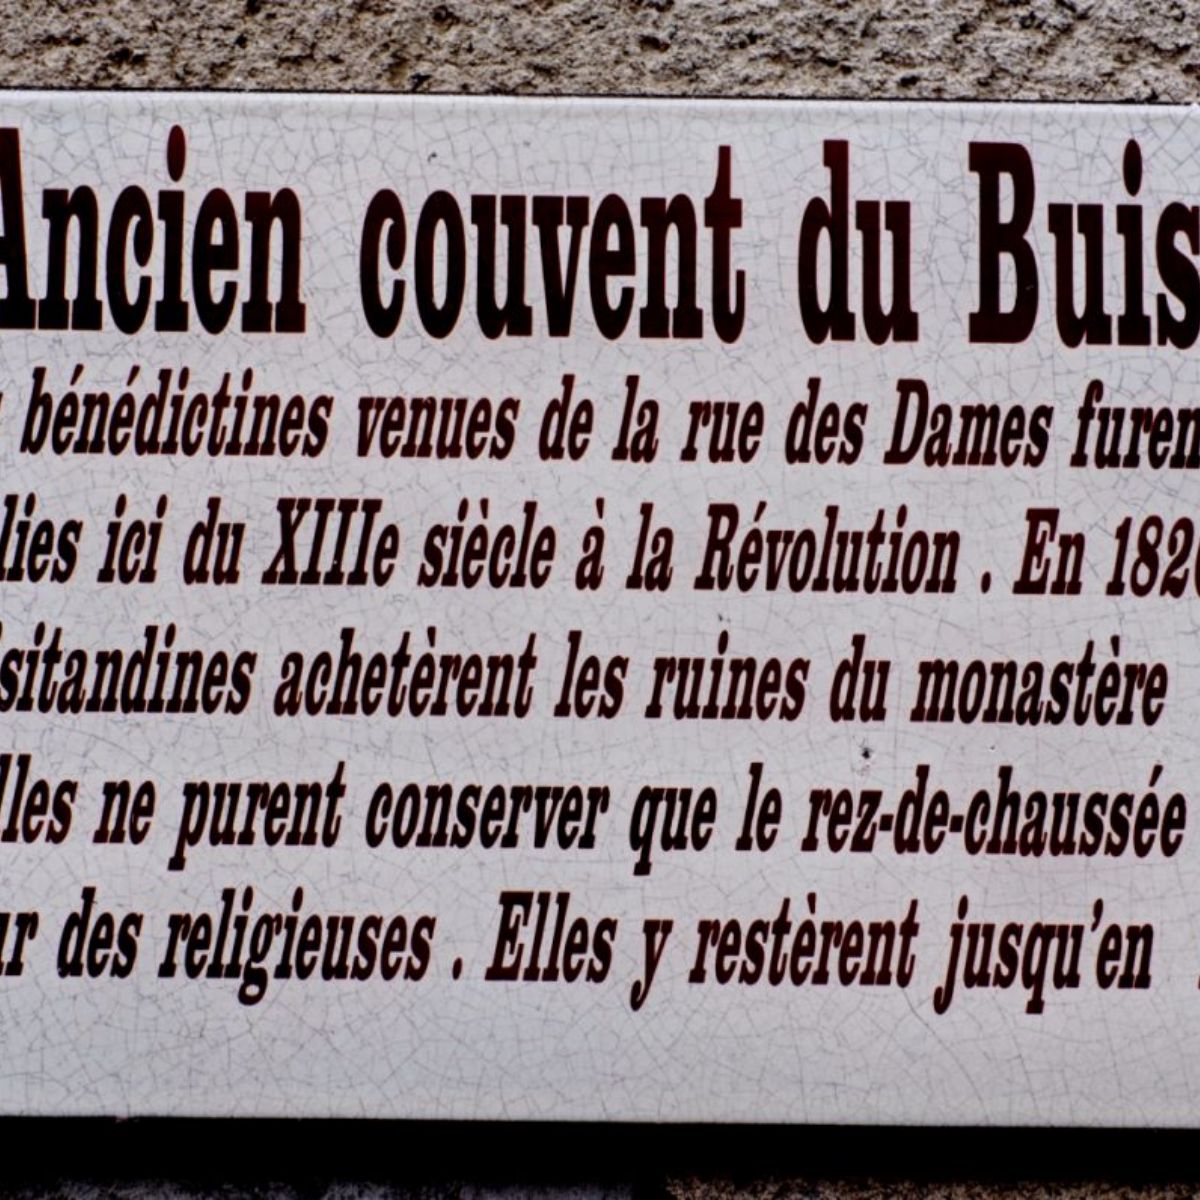 Ancien couvent du Buis
bénédictines venues de la rue des Dames furen
lies ici du XIIIe siècle à la Révolution . En 182
sitandines achetèrent les ruines du monastère
lles ne purent conserver que le rez-de-chaussée
ur des religieuses . Elles y restèrent jusqu'en